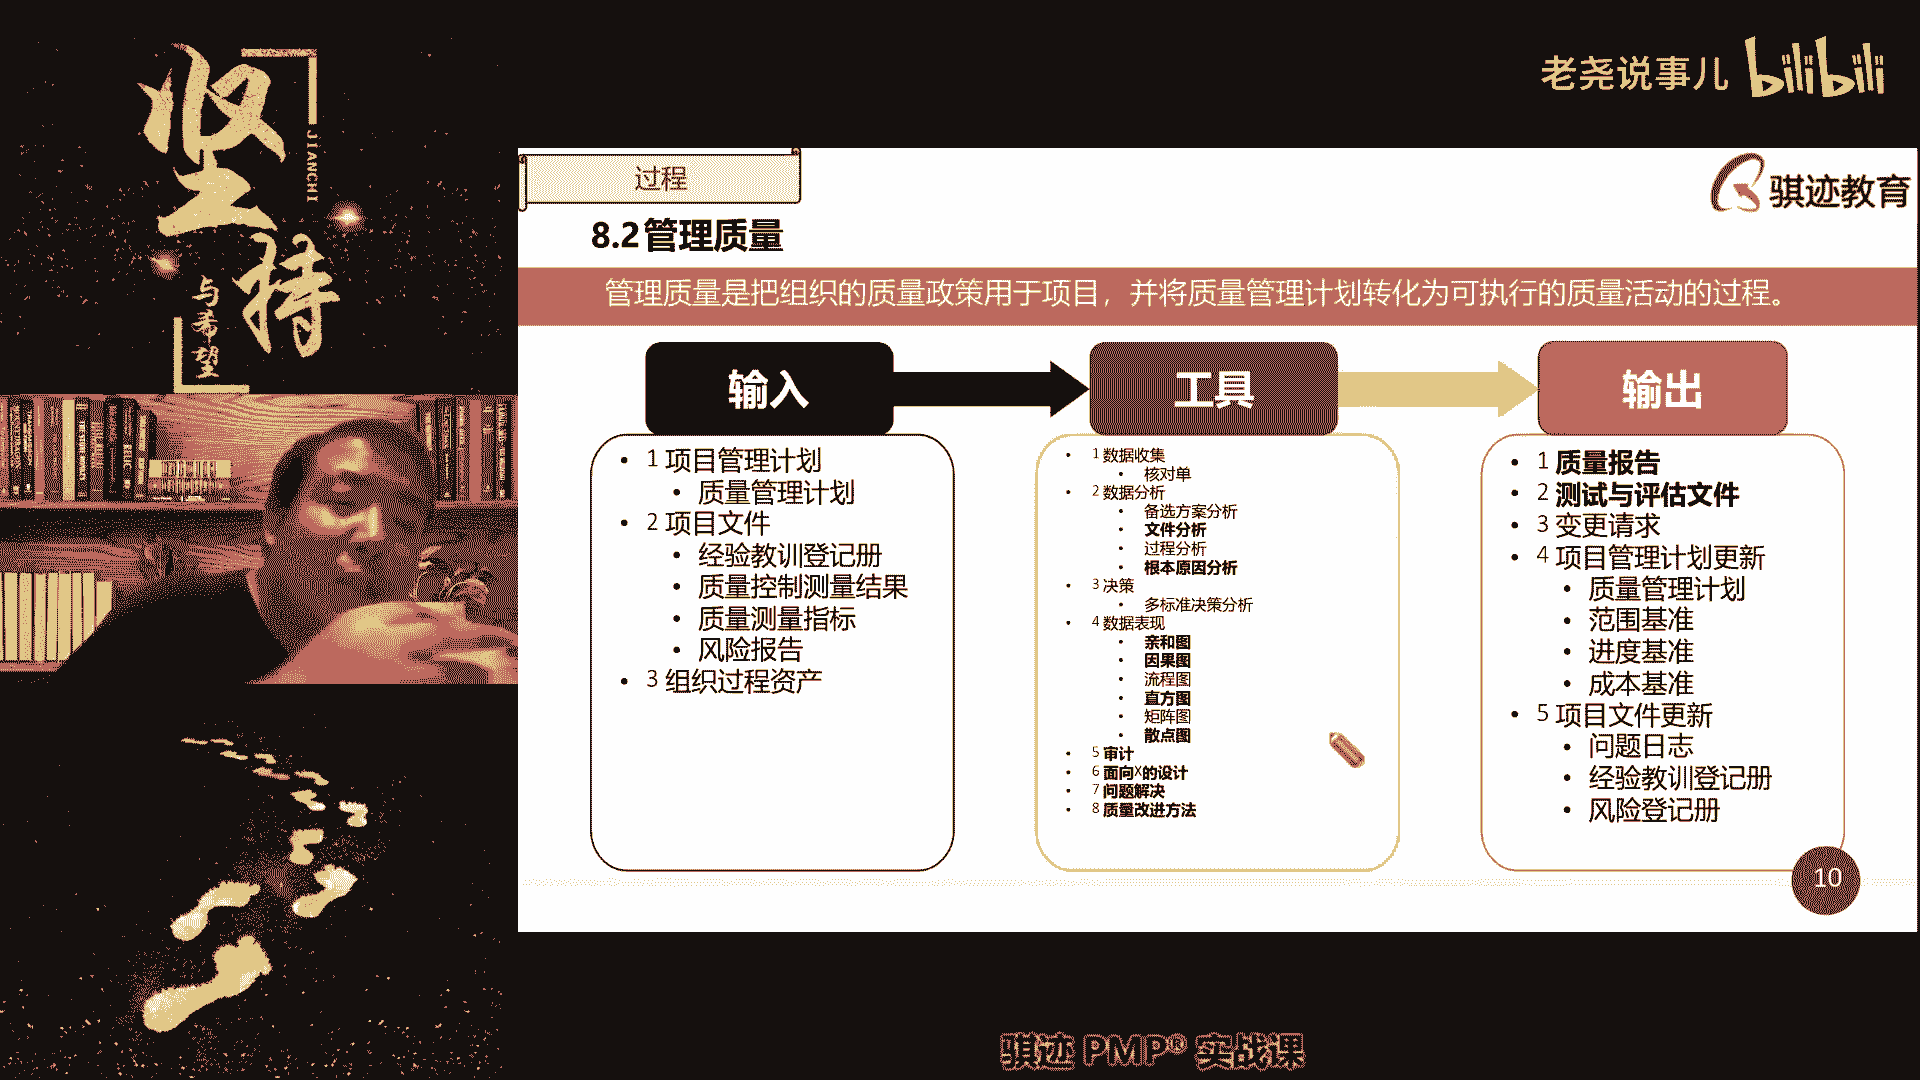 坚持
JIANCHI
与希望
老尧说事儿 bilibili
过程
骐迹教育
8.2管理质量
管理质量是把组织的质量政策用于项目，并将质量管理计划转化为可执行的质量活动的过程。
输入
• 1 项目管理计划
• 质量管理计划
• 2 项目文件
• 经验教训登记册
• 质量控制测量结果
• 质量测量指标
• 风险报告
• 3 组织过程资产
工具
• 1 数据收集
• 核对单
• 2 数据分析
• 备选方案分析
• 文件分析
• 过程分析
• 根本原因分析
• 3 决策
• 多标准决策分析
• 4 数据表现
• 亲和图
• 因果图
• 流程图
• 直方图
• 矩阵图
• 散点图
• 5 审计
• 6 面向X的设计
• 7 问题解决
• 8 质量改进方法
输出
• 1 质量报告
• 2 测试与评估文件
• 3 变更请求
• 4 项目管理计划更新
• 质量管理计划
• 范围基准
• 进度基准
• 成本基准
• 5 项目文件更新
• 问题日志
• 经验教训登记册
• 风险登记册
10
骐迹 PMP® 实战课